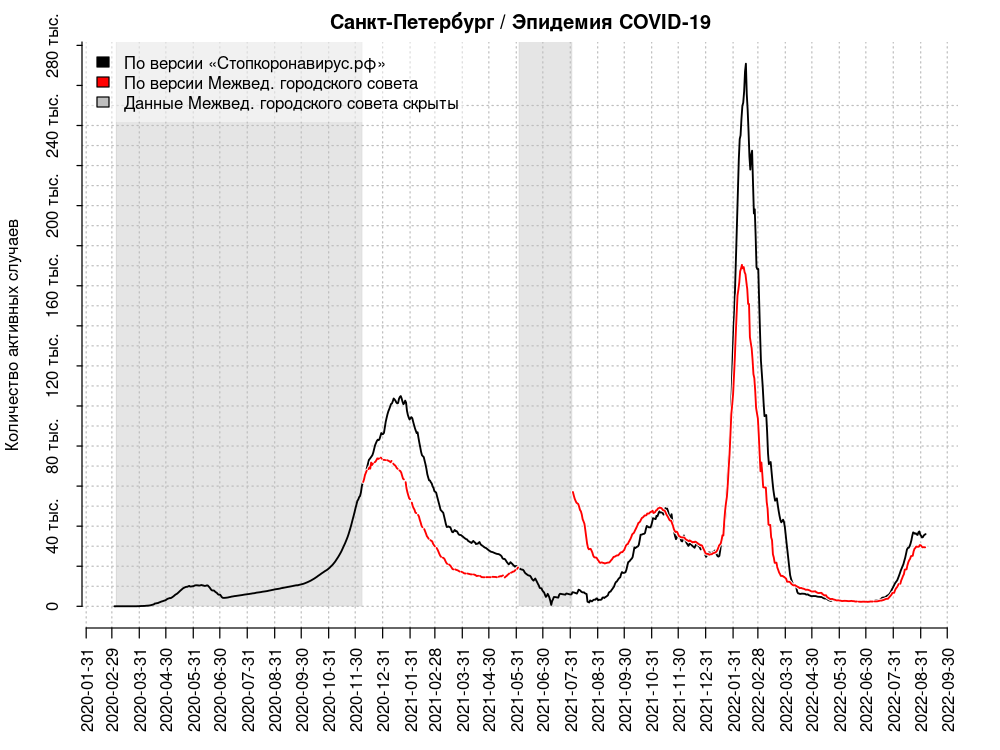 Санкт-Петербург / Эпидемия COVID-19
По версии «Стопкоронавирус.рф»
По версии Межвед. городского совета
Данные Межвед. городского совета скрыты
Количество активных случаев
280 тыс.
240 тыс.
200 тыс.
160 тыс.
120 тыс.
80 тыс.
40 тыс.
0
2020-01-31
2020-02-29
2020-03-31
2020-04-30
2020-05-31
2020-06-30
2020-07-31
2020-08-31
2020-09-30
2020-10-31
2020-11-30
2020-12-31
2021-01-31
2021-02-28
2021-03-31
2021-04-30
2021-05-31
2021-06-30
2021-07-31
2021-08-31
2021-09-30
2021-10-31
2021-11-30
2021-12-31
2022-01-31
2022-02-28
2022-03-31
2022-04-30
2022-05-31
2022-06-30
2022-07-31
2022-08-31
2022-09-30